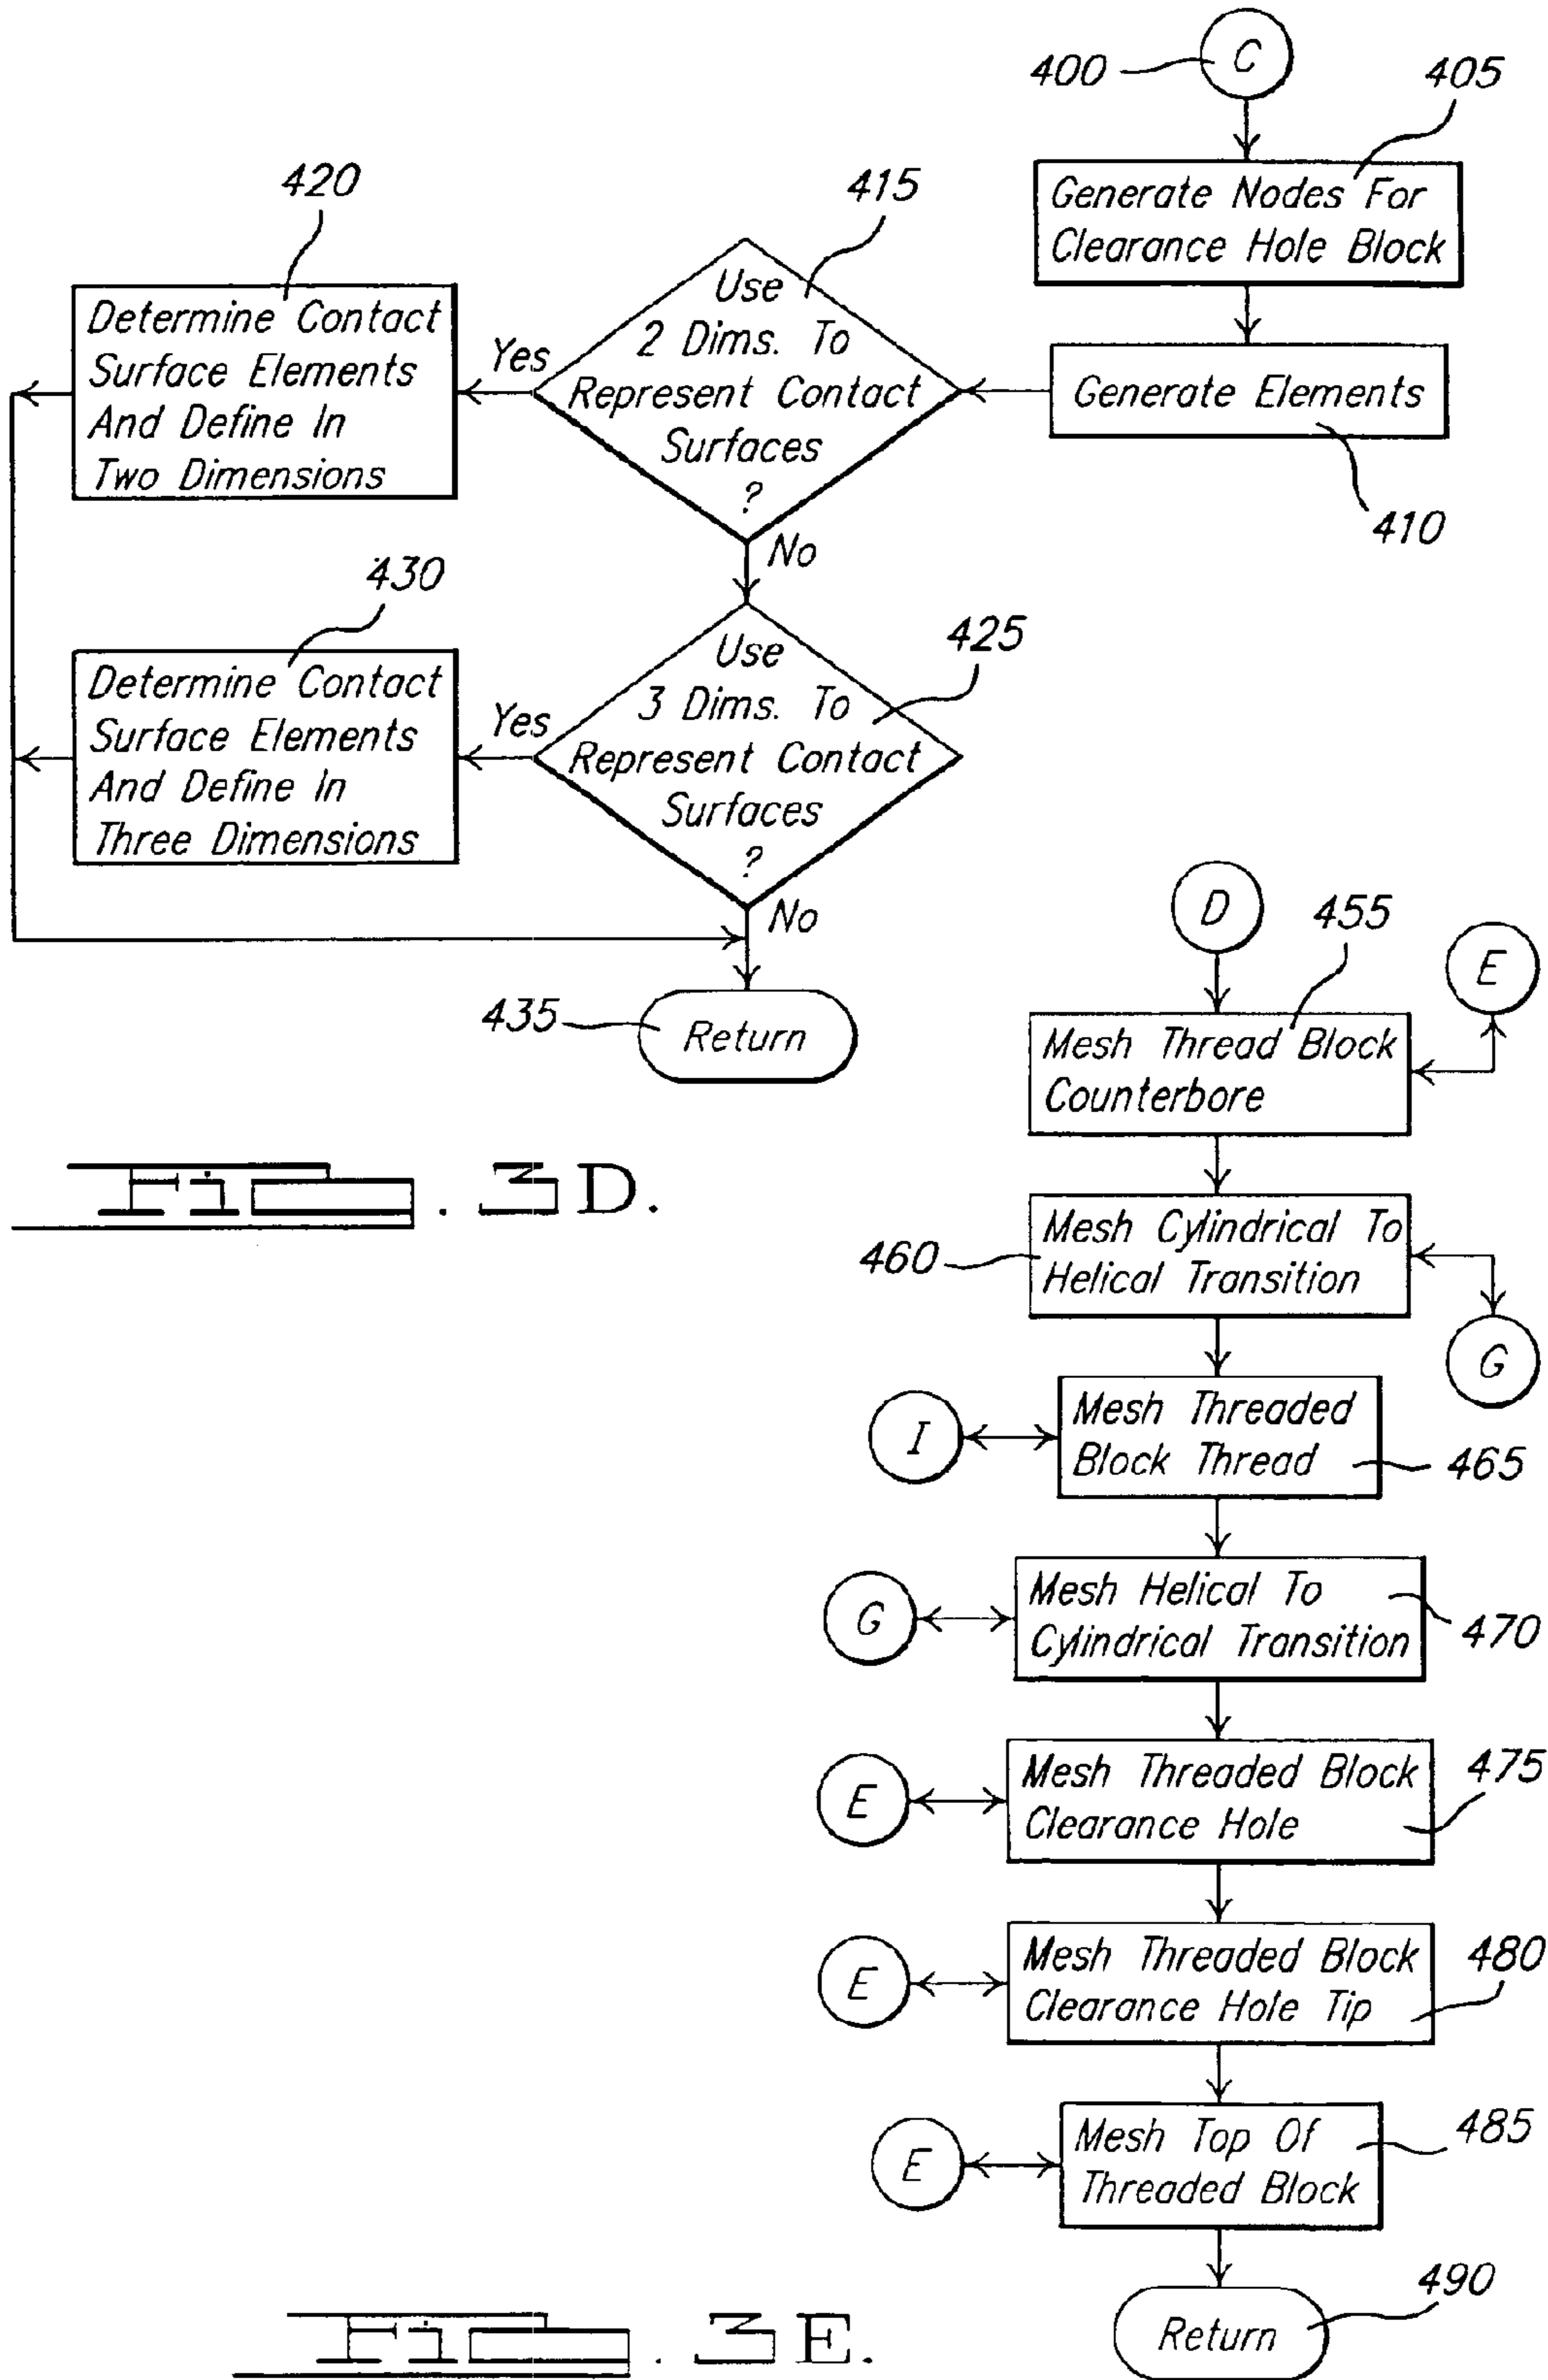 C
400
405
Generate Nodes For
Clearance Hole Block
Generate Elements
410
415
Use
2 Dims. To
Represent Contact
Surfaces
?
Yes
No
420
Determine Contact
Surface Elements
And Define In
Two Dimensions
425
Use
3 Dims. To
Represent Contact
Surfaces
?
Yes
No
430
Determine Contact
Surface Elements
And Define In
Three Dimensions
435
Return
Fig. 3D.
D
455
E
Mesh Thread Block
Counterbore
460
Mesh Cylindrical To
Helical Transition
G
I
Mesh Threaded
Block Thread
465
G
Mesh Helical To
Cylindrical Transition
470
E
Mesh Threaded Block
Clearance Hole
475
E
Mesh Threaded Block
Clearance Hole Tip
480
E
Mesh Top Of
Threaded Block
485
Return
490
Fig. 3E.